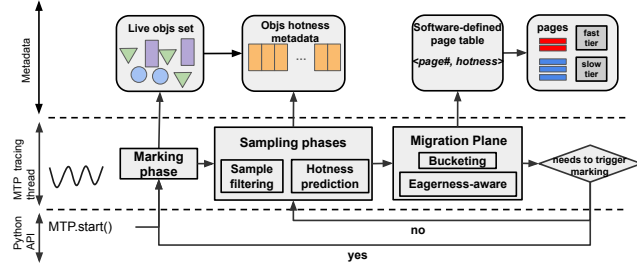 Metadata
Live objs set
Objs hotness
metadata
...
Software-defined
page table
<page#, hotness>
pages
fast
tier
slow
tier
MTP tracing
thread
Marking
phase
Sampling phases
Sample
filtering
Hotness
prediction
Migration Plane
Bucketing
Eagerness-aware
needs to trigger
marking
Python
API
MTP.start()
no
yes